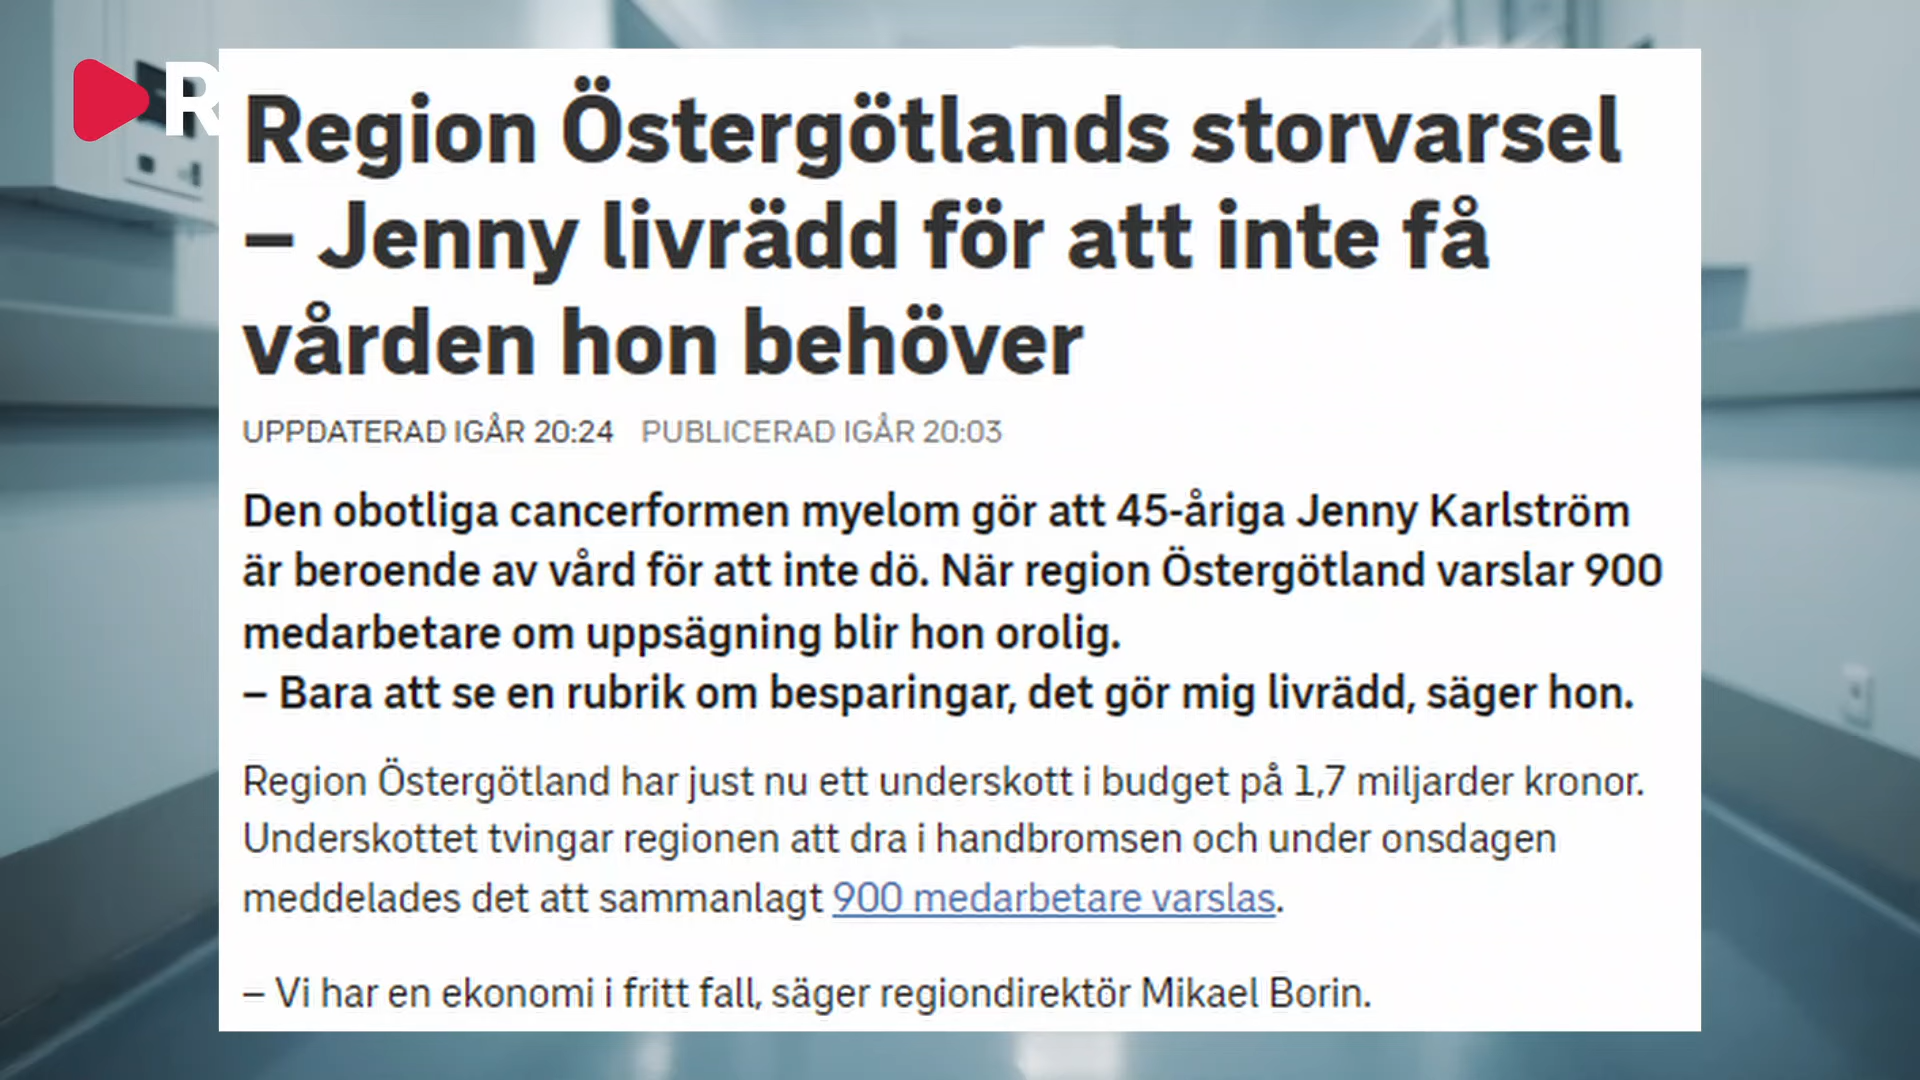 R
Region Östergötlands storvarsel
– Jenny livrädd för att inte få
vården hon behöver
UPPDATERAD IGÅR 20:24 PUBLICERAD IGÅR 20:03
Den obotliga cancerformen myelom gör att 45-åriga Jenny Karlström
är beroende av vård för att inte dö. När region Östergötland varslar 900
medarbetare om uppsägning blir hon orolig.
– Bara att se en rubrik om besparingar, det gör mig livrädd, säger hon.
Region Östergötland har just nu ett underskott i budget på 1,7 miljarder kronor.
Underskottet tvingar regionen att dra i handbromsen och under onsdagen
meddelades det att sammanlagt 900 medarbetare varslas.
– Vi har en ekonomi i fritt fall, säger regiondirektör Mikael Borin.